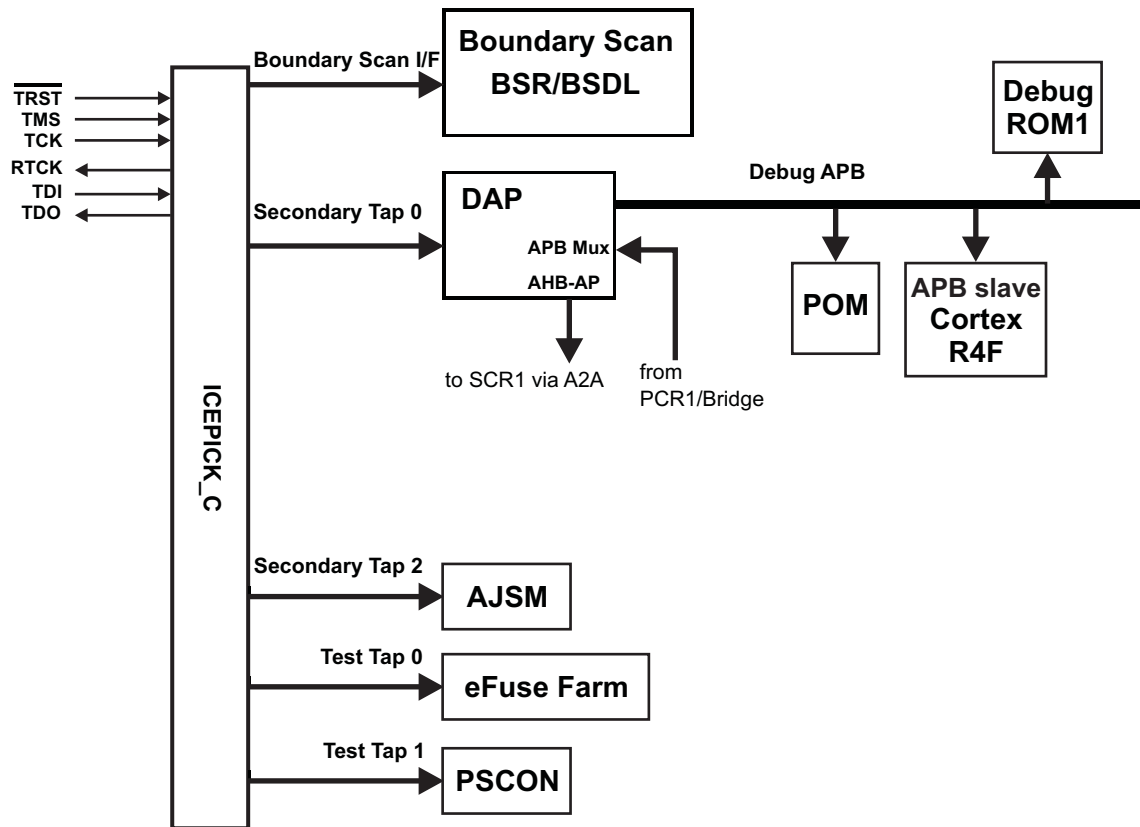 Boundary Scan I/F
Boundary Scan
BSR/BSDL
TRST
TMS
TCK
RTCK
TDI
TDO
Debug
ROM1
Debug APB
Secondary Tap 0
DAP
APB Mux
AHB-AP
POM
APB slave
Cortex
R4F
to SCR1 via A2A
from
PCR1/Bridge
ICEPICK_C
Secondary Tap 2
AJSM
Test Tap 0
eFuse Farm
Test Tap 1
PSCON